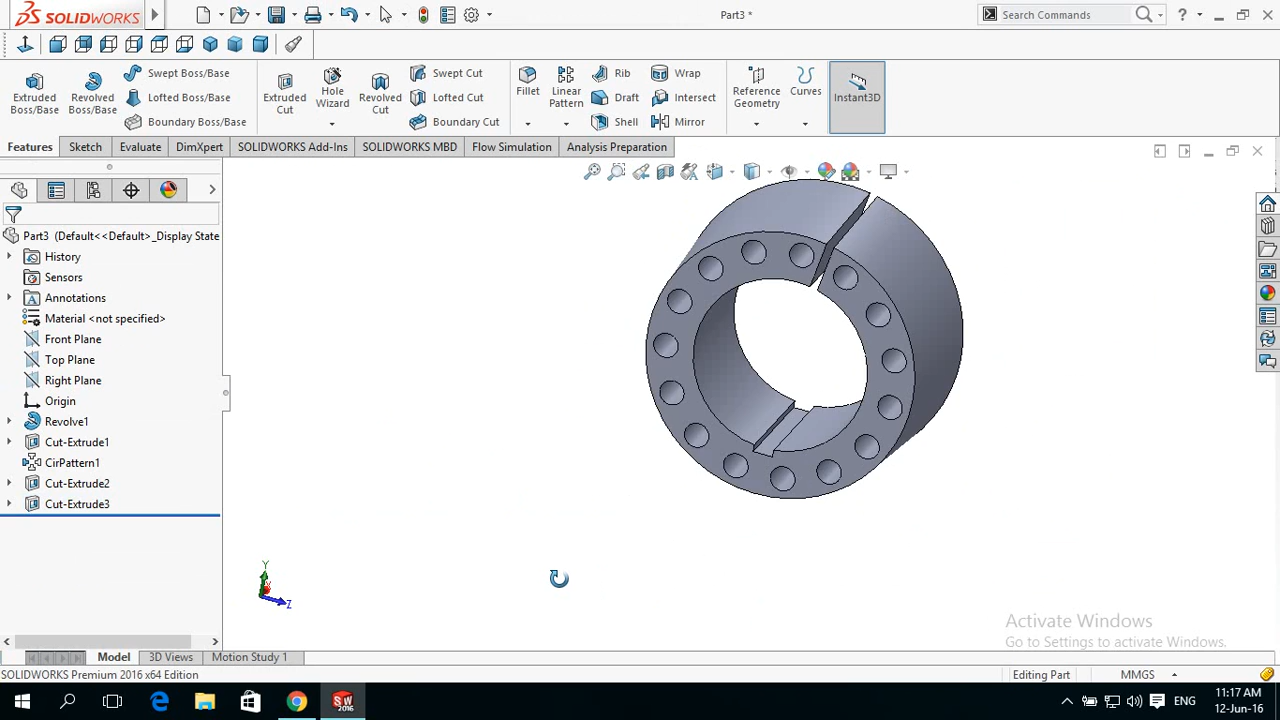 SOLIDWORKS
Part3 *
Search Commands
Extruded Boss/Base
Revolved Boss/Base
Swept Boss/Base
Lofted Boss/Base
Boundary Boss/Base
Extruded Cut
Hole Wizard
Revolved Cut
Swept Cut
Lofted Cut
Boundary Cut
Fillet
Linear Pattern
Rib
Draft
Shell
Wrap
Intersect
Mirror
Reference Geometry
Curves
Instant3D
Features
Sketch
Evaluate
DimXpert
SOLIDWORKS Add-Ins
SOLIDWORKS MBD
Flow Simulation
Analysis Preparation
Part3 (Default<<Default>_Display State
History
Sensors
Annotations
Material <not specified>
Front Plane
Top Plane
Right Plane
Origin
Revolve1
Cut-Extrude1
CirPattern1
Cut-Extrude2
Cut-Extrude3
Y
Z
Activate Windows
Go to Settings to activate Windows.
Model
3D Views
Motion Study 1
SOLIDWORKS Premium 2016 x64 Edition
Editing Part
MMGS
ENG
11:17 AM
12-Jun-16